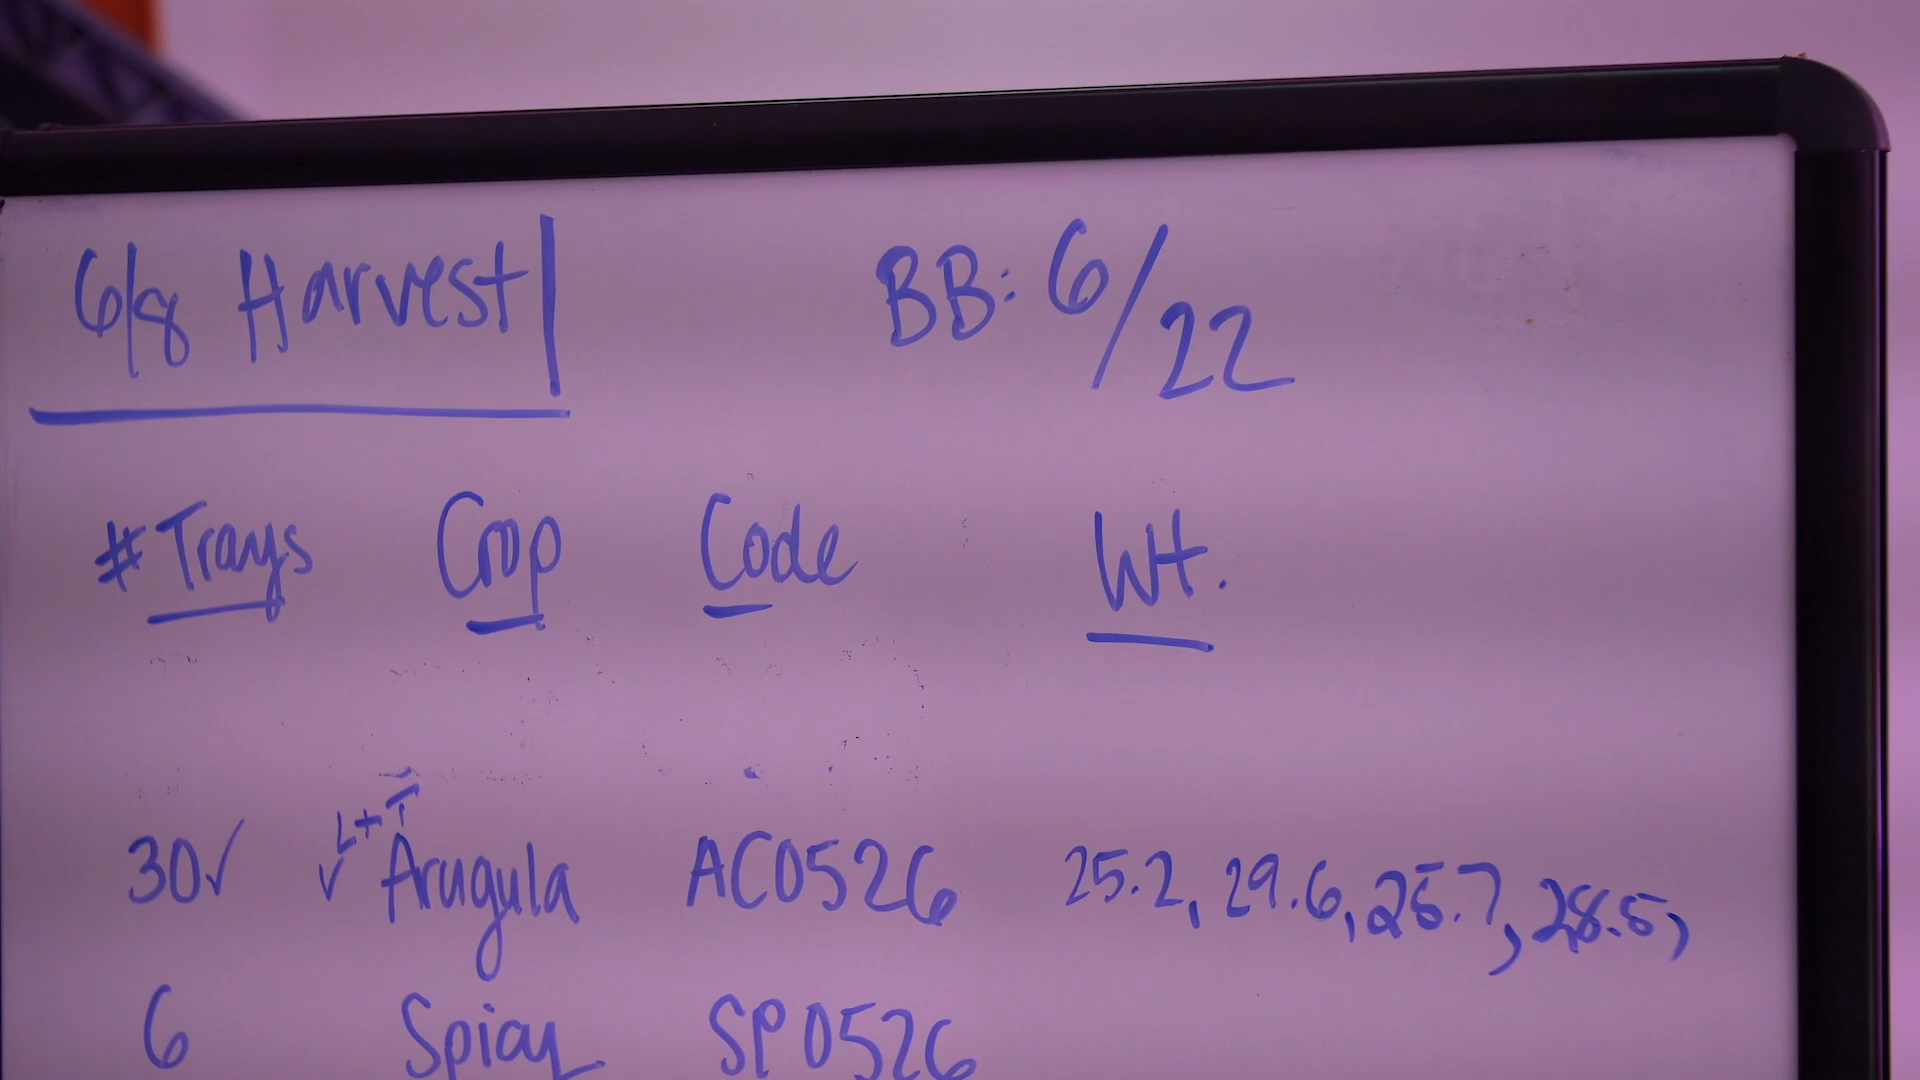 6/8 Harvest
BB: 6/22
# Trays Crop Code Wt.
L+T
30✓ ✓ Arugula AC0526 25.2, 29.6, 25.7, 28.5,
6 Spicy SP0526